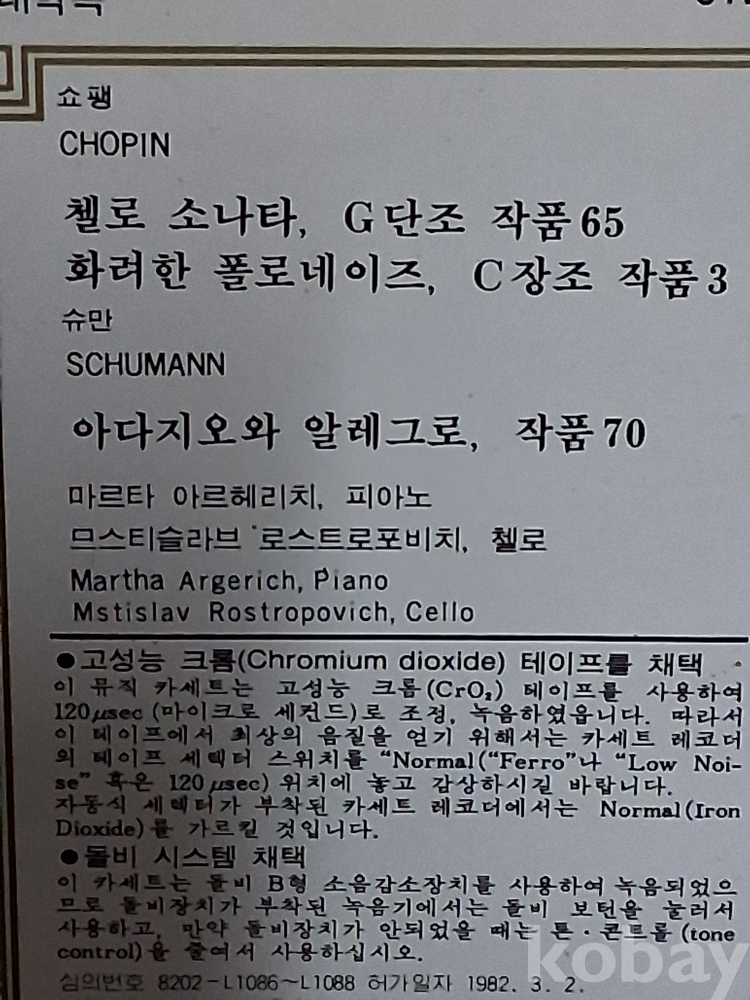 쇼팽
CHOPIN
첼로 소나타, G단조 작품65
화려한 폴로네이즈, C장조 작품3
슈만
SCHUMANN
아다지오와 알레그로, 작품70
마르타 아르헤리치, 피아노
므스티슬라브 로스트로포비치, 첼로
Martha Argerich, Piano
Mstislav Rostropovich, Cello
●고성능 크롬(Chromium dioxide) 테이프를 채택
이 뮤직 카세트는 고성능 크롬(CrO₂) 테이프를 사용하여
120μsec (마이크로 세컨드)로 조정, 녹음하였읍니다. 따라서
이 테이프에서 최상의 음질을 얻기 위해서는 카세트 레코더
의 테이프 세렉터 스위치를 “Normal(“Ferro”나 “Low Noi-
se” 혹은 120 μsec) 위치에 놓고 감상하시길 바랍니다.
자동식 세렉터가 부착된 카세트 레코더에서는 Normal(Iron
Dioxide)를 가르킬 것입니다.
●돌비 시스템 채택
이 카세트는 돌비 B형 소음감소장치를 사용하여 녹음되었으
므로 돌비장치가 부착된 녹음기에서는 돌비 보턴을 눌러서
사용하고, 만약 돌비장치가 안되었을 때는 톤·콘트롤 (tone
control)을 줄여서 사용하십시오.
심의번호 8202-L1086~L1088 허가일자 1982. 3. 2.
kobay